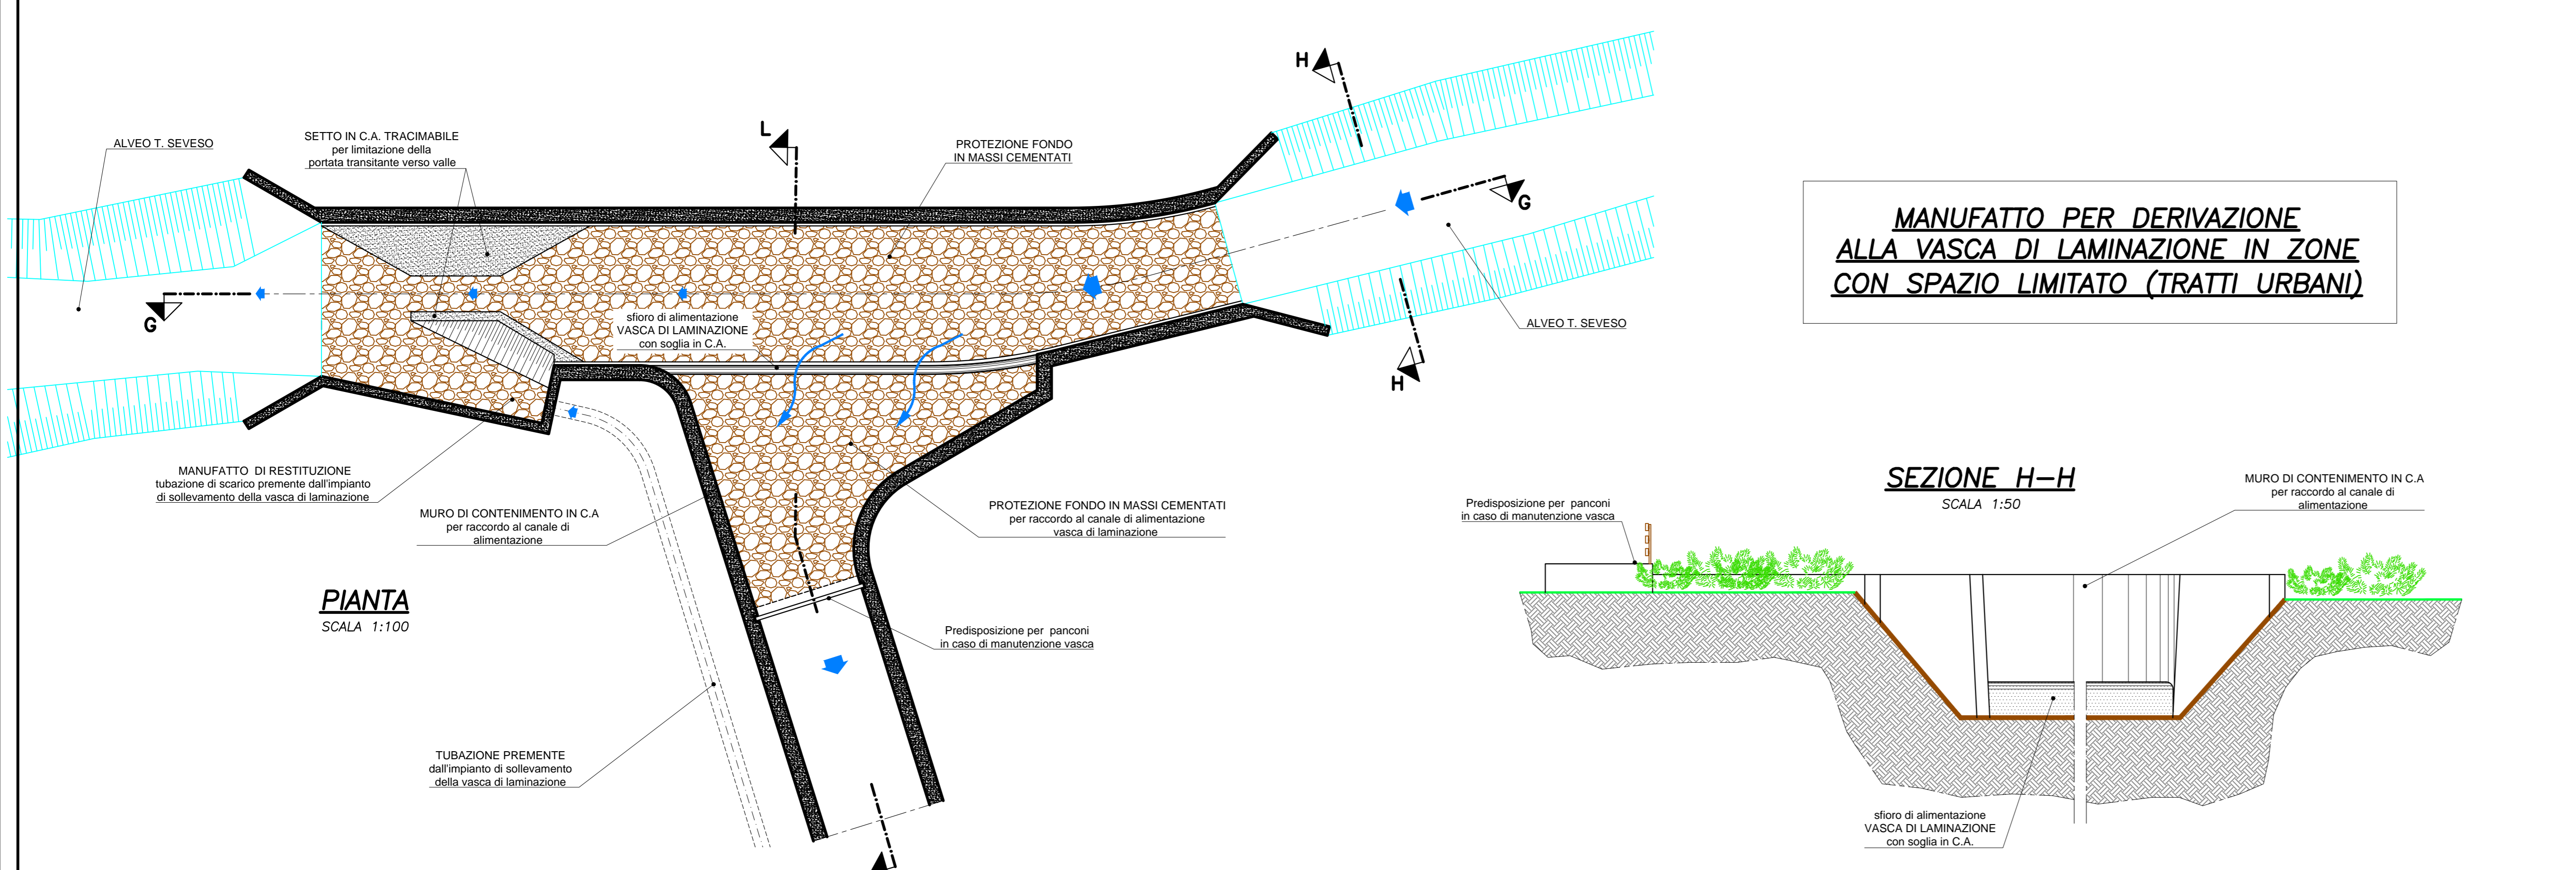 ALVEO T. SEVESO
SETTO IN C.A. TRACIMABILE
per limitazione della
portata transitante verso valle
L
PROTEZIONE FONDO
IN MASSI CEMENTATI
H
G
G
sfioro di alimentazione
VASCA DI LAMINAZIONE
con soglia in C.A.
ALVEO T. SEVESO
H
MANUFATTO DI RESTITUZIONE
tubazione di scarico premente dall'impianto
di sollevamento della vasca di laminazione
MURO DI CONTENIMENTO IN C.A
per raccordo al canale di
alimentazione
PROTEZIONE FONDO IN MASSI CEMENTATI
per raccordo al canale di alimentazione
vasca di laminazione
PIANTA
SCALA 1:100
Predisposizione per panconi
in caso di manutenzione vasca
TUBAZIONE PREMENTE
dall'impianto di sollevamento
della vasca di laminazione
MANUFATTO PER DERIVAZIONE
ALLA VASCA DI LAMINAZIONE IN ZONE
CON SPAZIO LIMITATO (TRATTI URBANI)
SEZIONE H-H
SCALA 1:50
Predisposizione per panconi
in caso di manutenzione vasca
MURO DI CONTENIMENTO IN C.A
per raccordo al canale di
alimentazione
sfioro di alimentazione
VASCA DI LAMINAZIONE
con soglia in C.A.